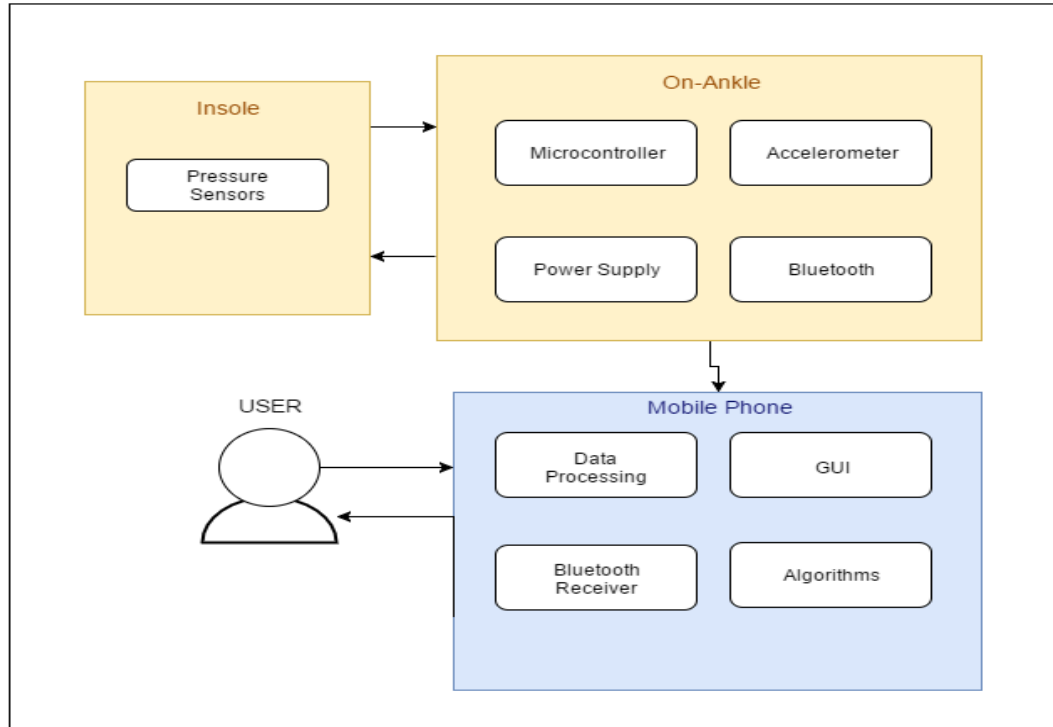 Insole
Pressure
Sensors
On-Ankle
Microcontroller
Accelerometer
Power Supply
Bluetooth
USER
Mobile Phone
Data
Processing
GUI
Bluetooth
Receiver
Algorithms